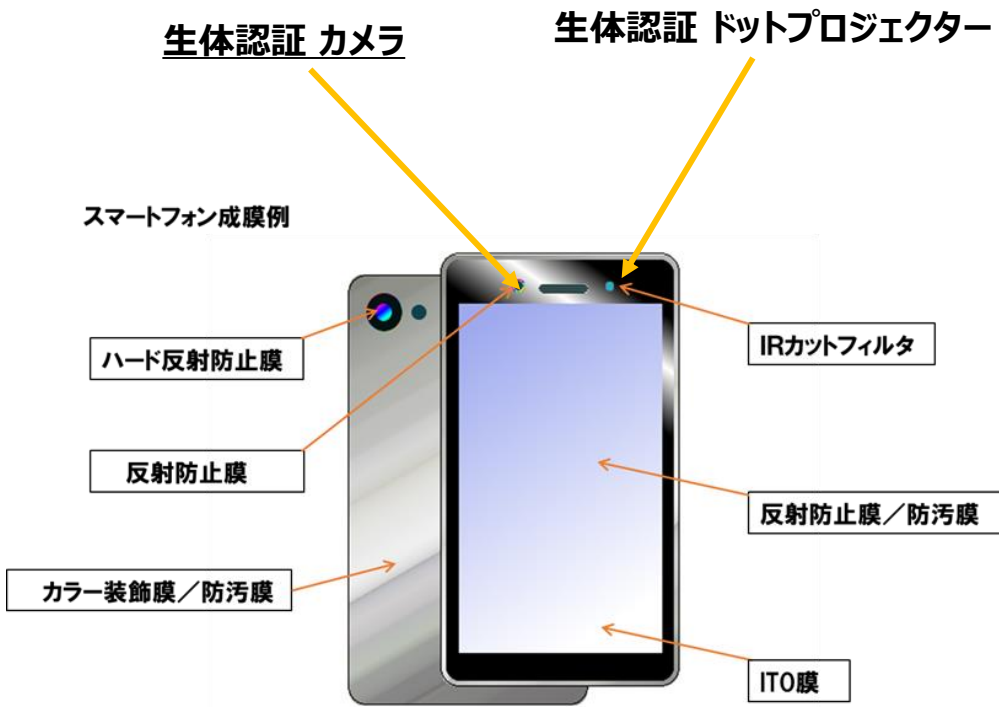 生体認証 カメラ
生体認証 ドットプロジェクター
スマートフォン成膜例
ハード反射防止膜
IRカットフィルタ
反射防止膜
反射防止膜／防汚膜
カラー装飾膜／防汚膜
ITO膜